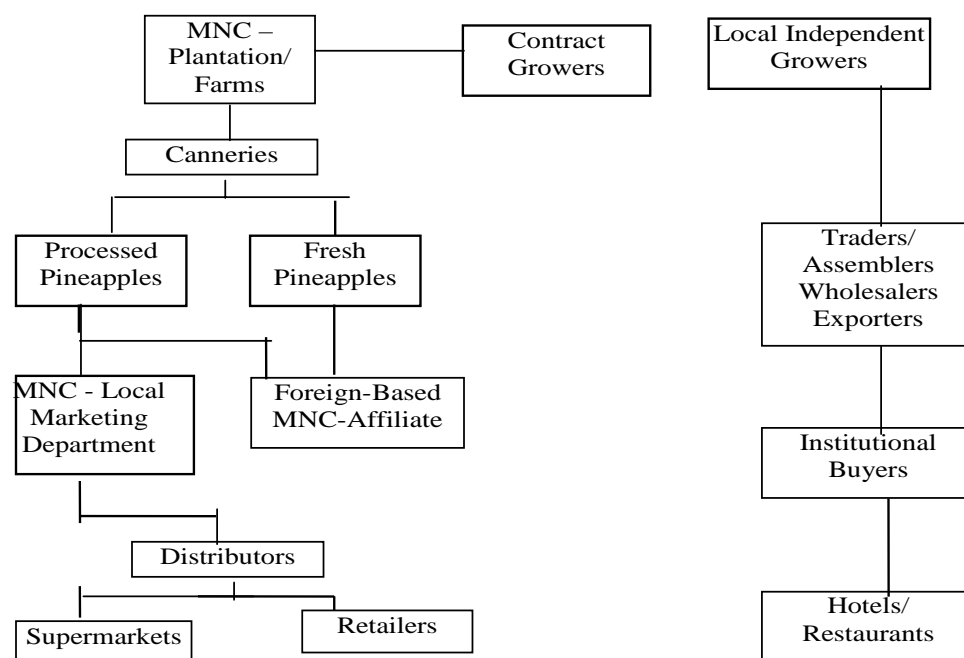 MNC –
Plantation/
Farms
Contract
Growers
Local Independent
Growers
Canneries
Processed
Pineapples
Fresh
Pineapples
Traders/
Assemblers
Wholesalers
Exporters
MNC - Local
Marketing
Department
Foreign-Based
MNC-Affiliate
Institutional
Buyers
Distributors
Supermarkets
Retailers
Hotels/
Restaurants